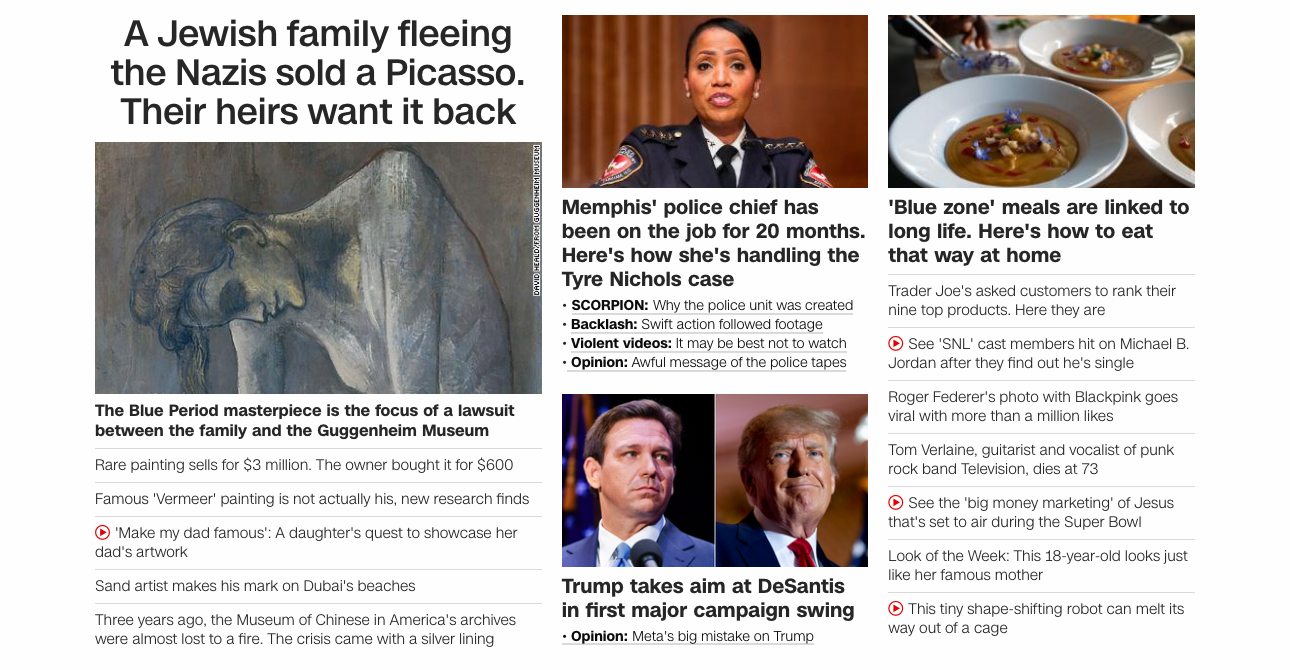 A Jewish family fleeing
the Nazis sold a Picasso.
Their heirs want it back
DAVID HEALD/FROM GUGGENHEIM MUSEUM
The Blue Period masterpiece is the focus of a lawsuit
between the family and the Guggenheim Museum
Rare painting sells for $3 million. The owner bought it for $600
Famous 'Vermeer' painting is not actually his, new research finds
'Make my dad famous': A daughter's quest to showcase her
dad's artwork
Sand artist makes his mark on Dubai's beaches
Three years ago, the Museum of Chinese in America's archives
were almost lost to a fire. The crisis came with a silver lining
Memphis' police chief has
been on the job for 20 months.
Here's how she's handling the
Tyre Nichols case
• SCORPION: Why the police unit was created
• Backlash: Swift action followed footage
• Violent videos: It may be best not to watch
• Opinion: Awful message of the police tapes
Trump takes aim at DeSantis
in first major campaign swing
• Opinion: Meta's big mistake on Trump
'Blue zone' meals are linked to
long life. Here's how to eat
that way at home
Trader Joe's asked customers to rank their
nine top products. Here they are
See 'SNL' cast members hit on Michael B.
Jordan after they find out he's single
Roger Federer's photo with Blackpink goes
viral with more than a million likes
Tom Verlaine, guitarist and vocalist of punk
rock band Television, dies at 73
See the 'big money marketing' of Jesus
that's set to air during the Super Bowl
Look of the Week: This 18-year-old looks just
like her famous mother
This tiny shape-shifting robot can melt its
way out of a cage